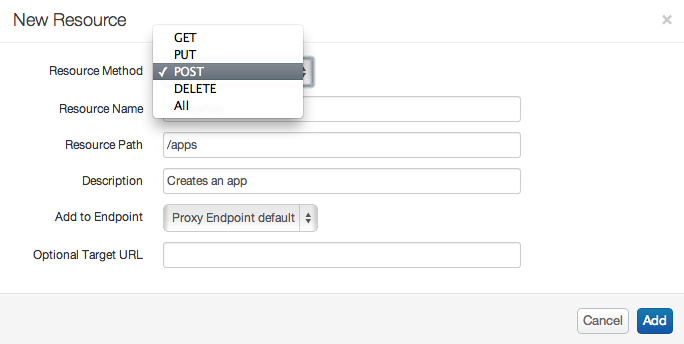 New Resource ×
GET
PUT
Resource Method ✓ POST
DELETE
All
Resource Name
Resource Path /apps
Description Creates an app
Add to Endpoint Proxy Endpoint default
Optional Target URL
Cancel Add